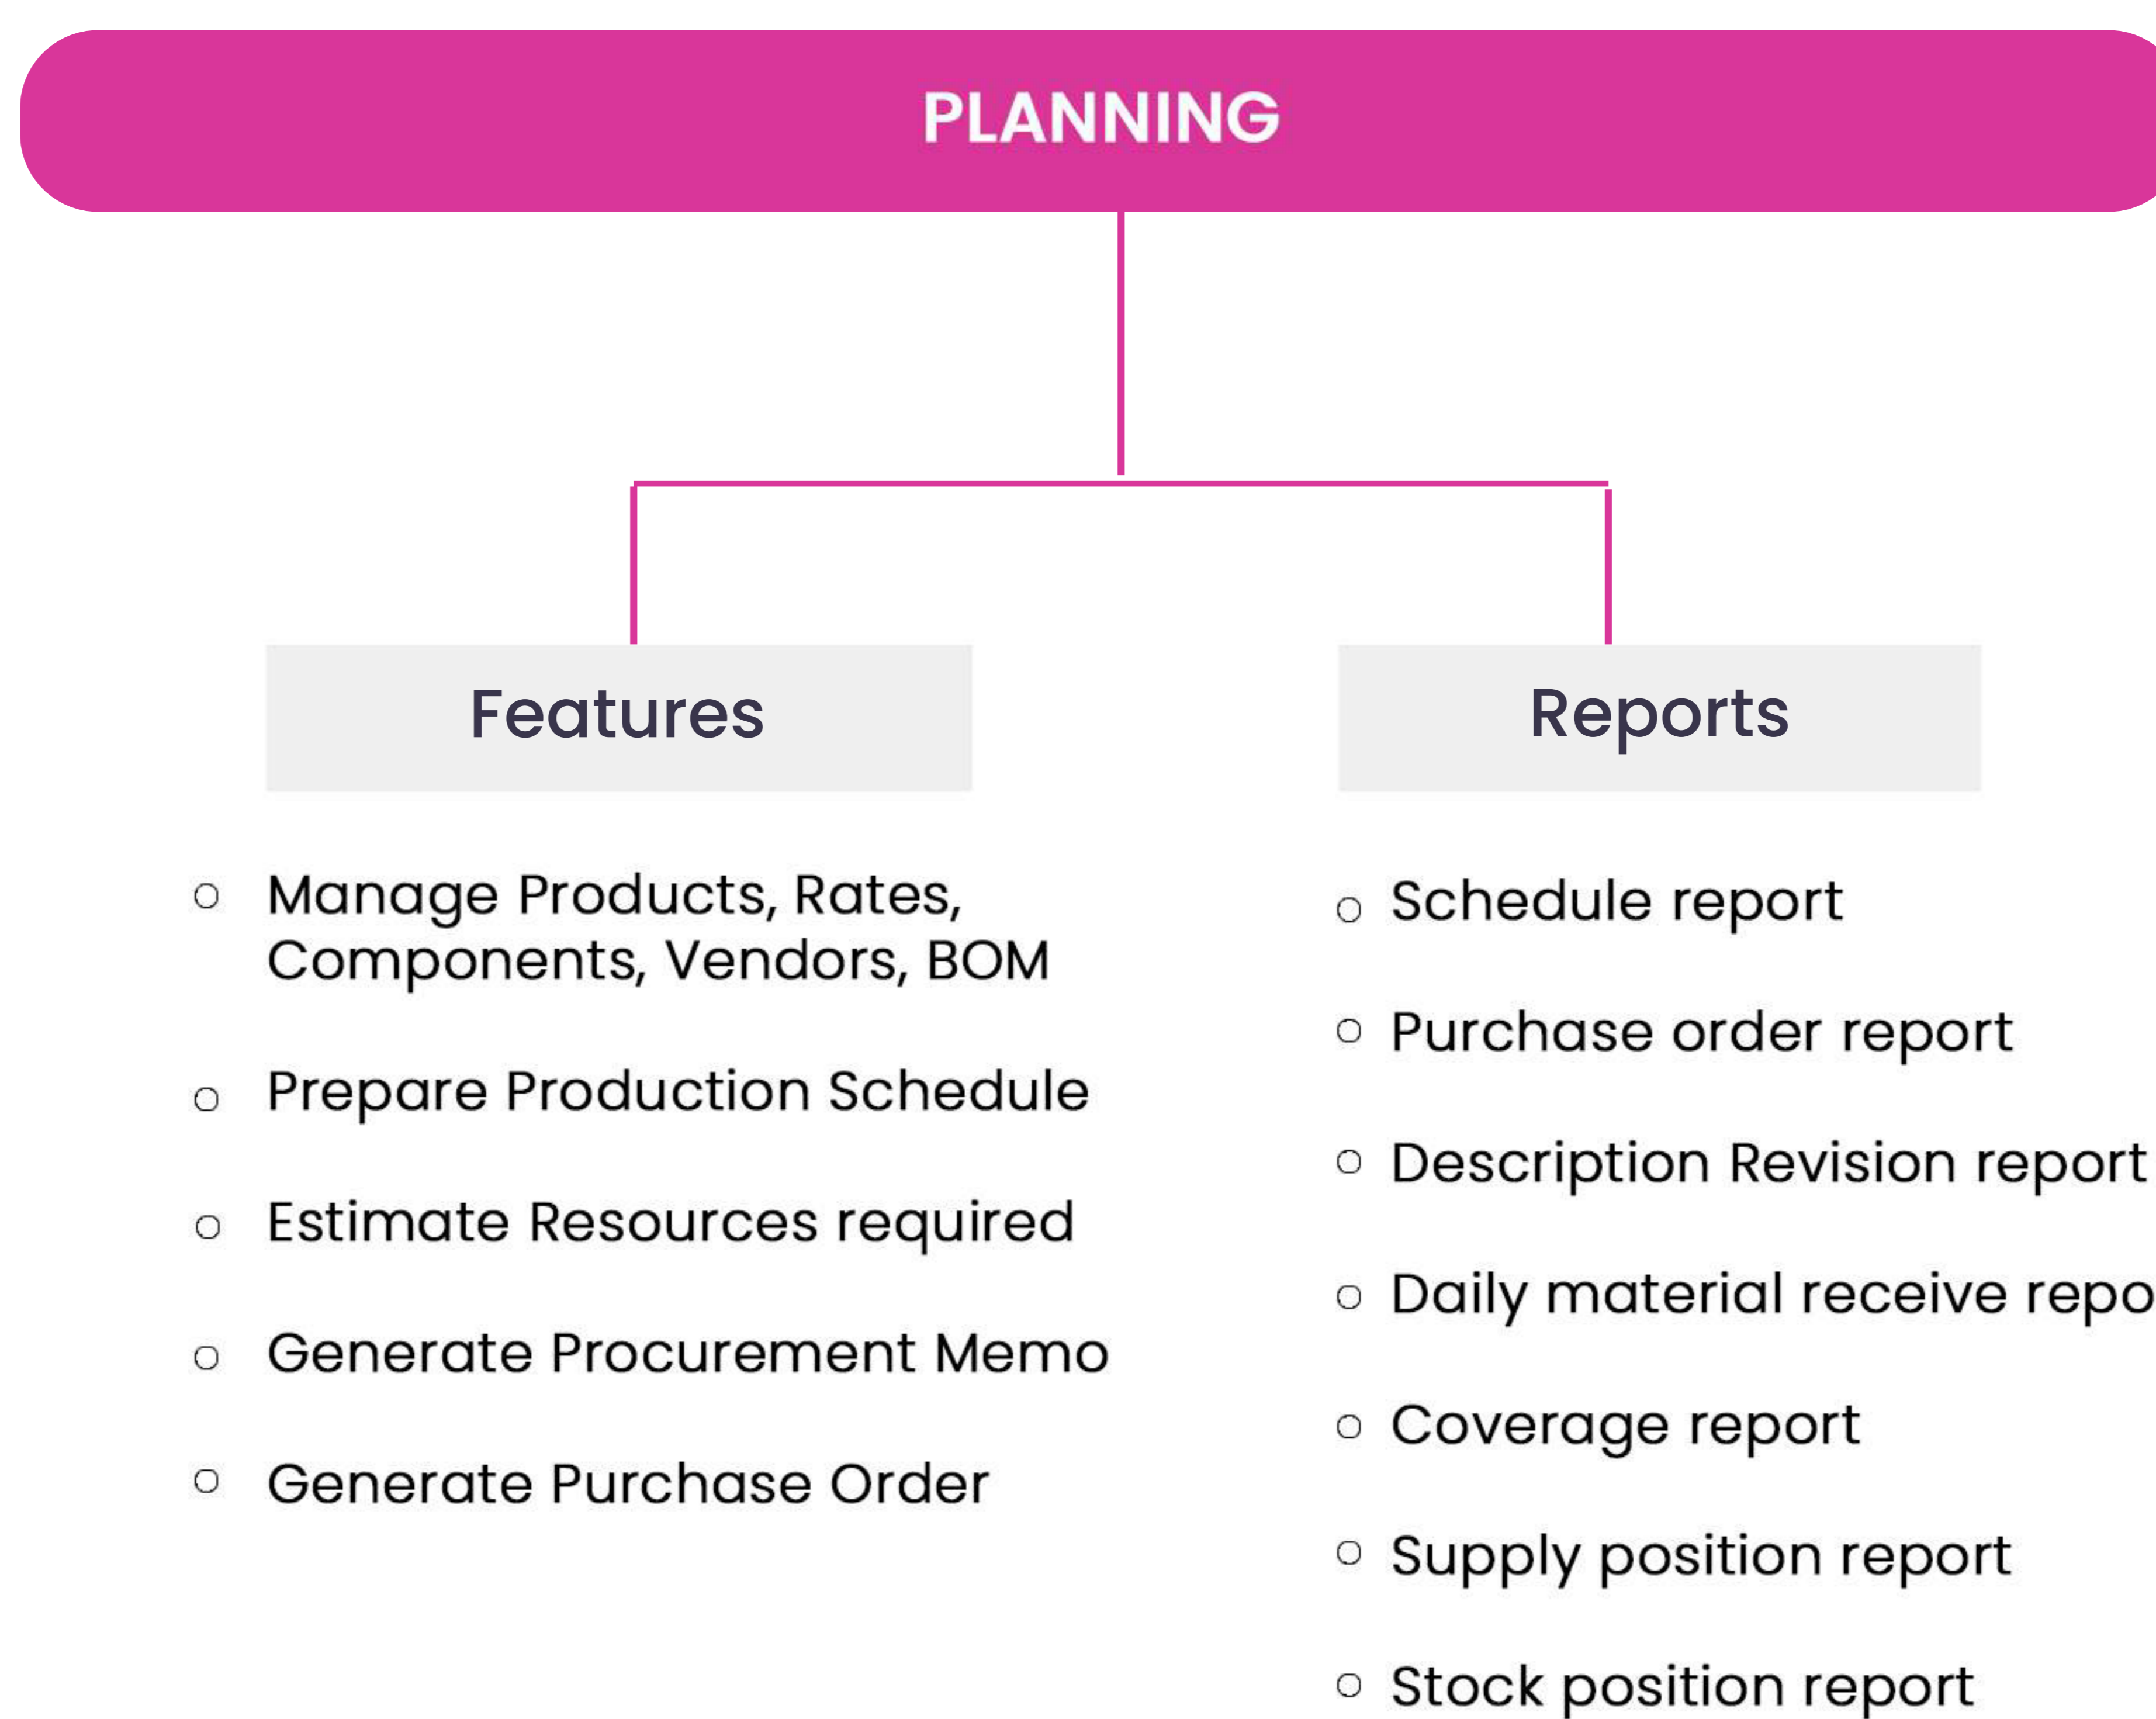 PLANNING
Features
Manage Products, Rates,
Components, Vendors, BOM
Prepare Production Schedule
Estimate Resources required
Generate Procurement Memo
Generate Purchase Order
Reports
Schedule report
Purchase order report
Description Revision report
Daily material receive repo
Coverage report
Supply position report
Stock position report